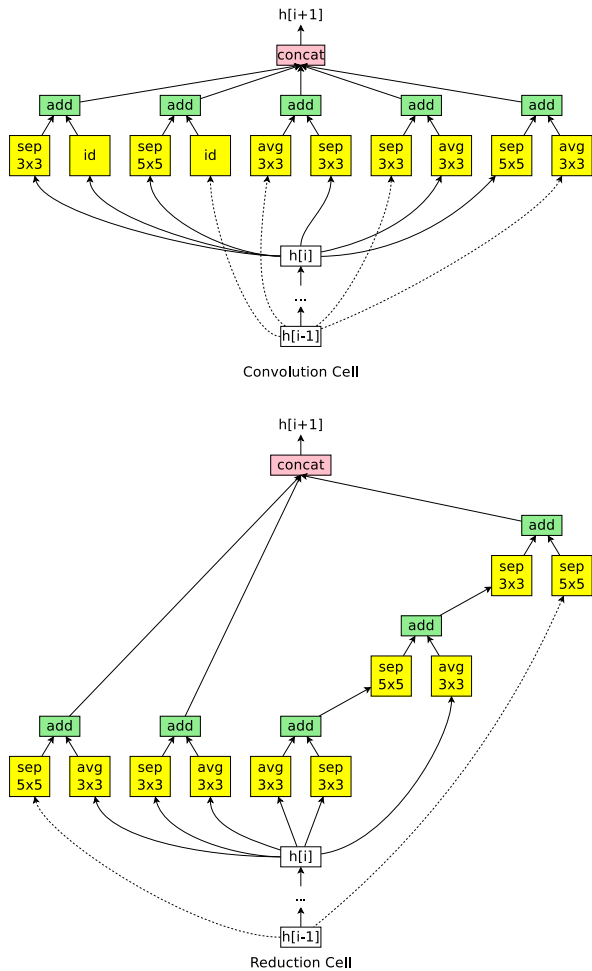 h[i+1]
concat
add add add add add
sep 3x3 id sep 5x5 id avg 3x3 sep 3x3 sep 3x3 avg 3x3 sep 5x5 avg 3x3
h[i]
...
h[i-1]
Convolution Cell
h[i+1]
concat
add
sep 3x3 sep 5x5
add
sep 5x5 avg 3x3
add add add
sep 5x5 avg 3x3 sep 3x3 avg 3x3 avg 3x3 sep 3x3
h[i]
...
h[i-1]
Reduction Cell